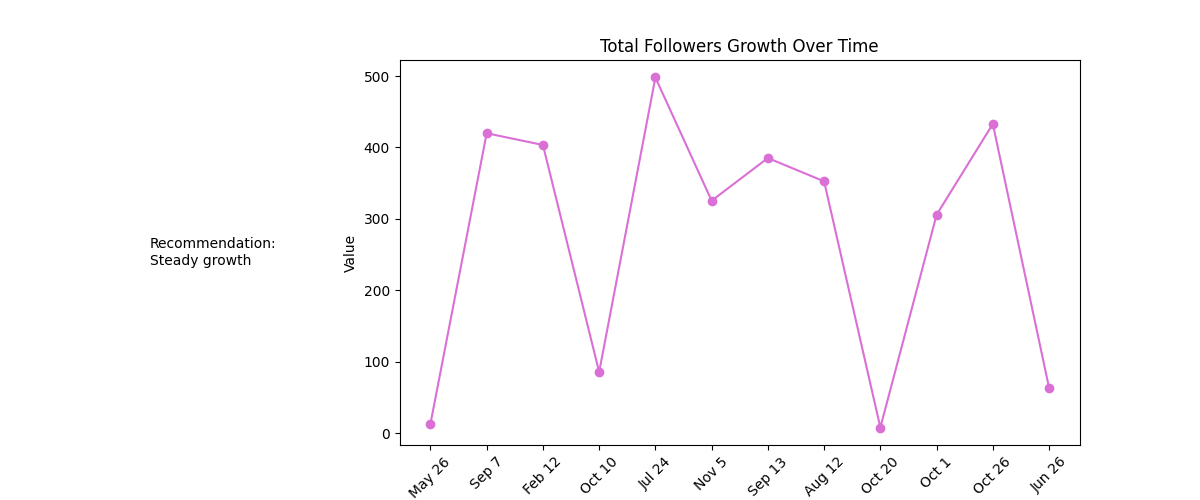 Total Followers Growth Over Time
500
400
300
200
100
0
Value
Recommendation:
Steady growth
May 26
Sep 7
Feb 12
Oct 10
Jul 24
Nov 5
Sep 13
Aug 12
Oct 20
Oct 1
Oct 26
Jun 26